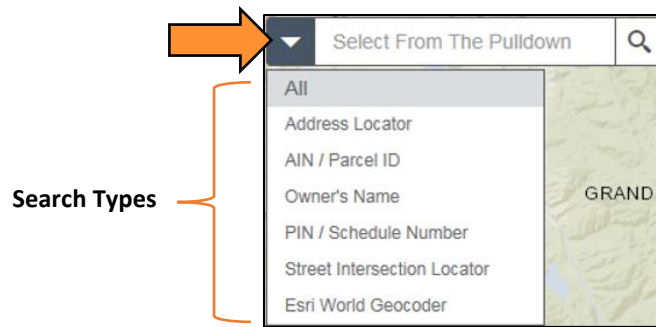 Select From The Pulldown
All
Address Locator
AIN / Parcel ID
Owner's Name
PIN / Schedule Number
Street Intersection Locator
Esri World Geocoder
Search Types
GRAND